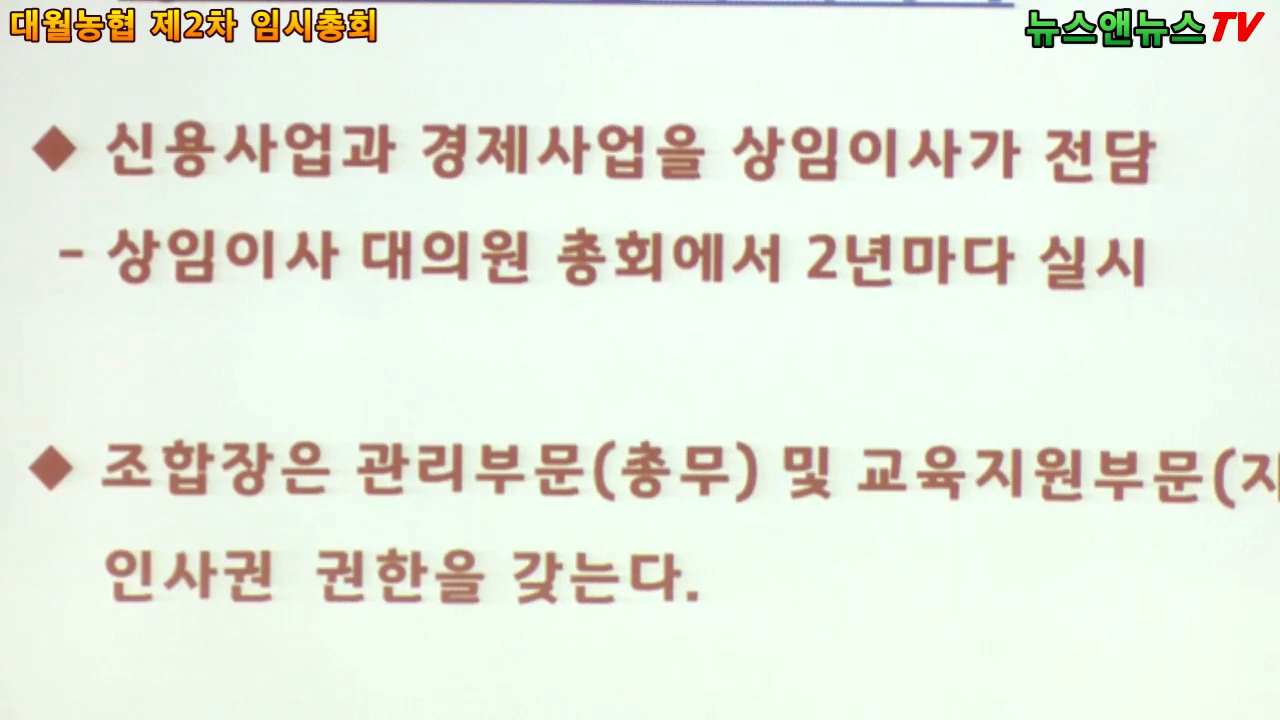 대월농협 제2차 임시총회
뉴스앤뉴스TV
◆ 신용사업과 경제사업을 상임이사가 전담
- 상임이사 대의원 총회에서 2년마다 실시
◆ 조합장은 관리부문(총무) 및 교육지원부문(지
인사권 권한을 갖는다.